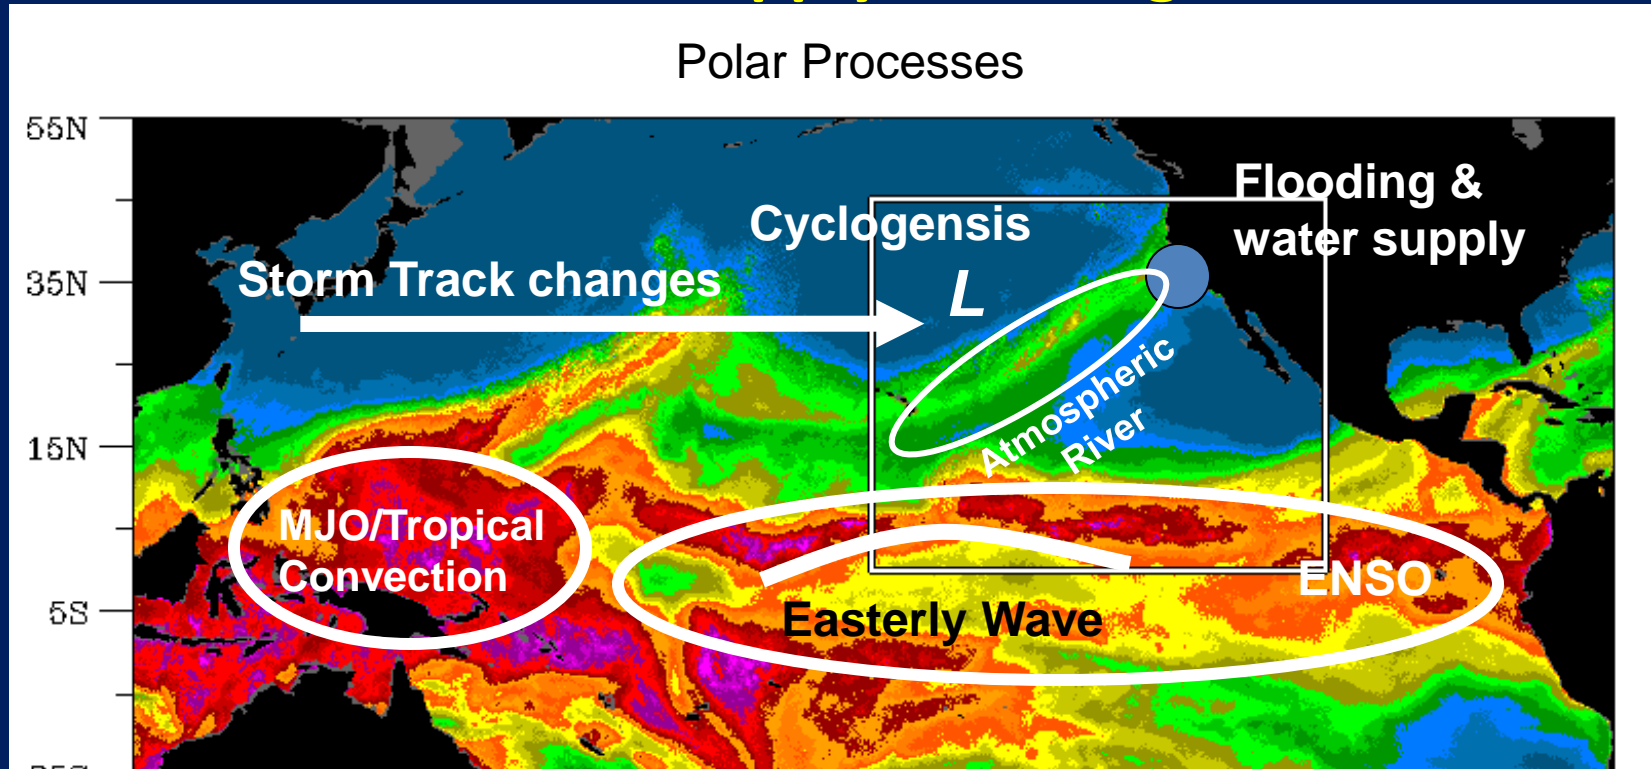 Polar Processes
55N
Flooding &
water supply
Cyclogensis
35N
Storm Track changes
L
Atmospheric
River
15N
MJO/Tropical
Convection
ENSO
5S
Easterly Wave